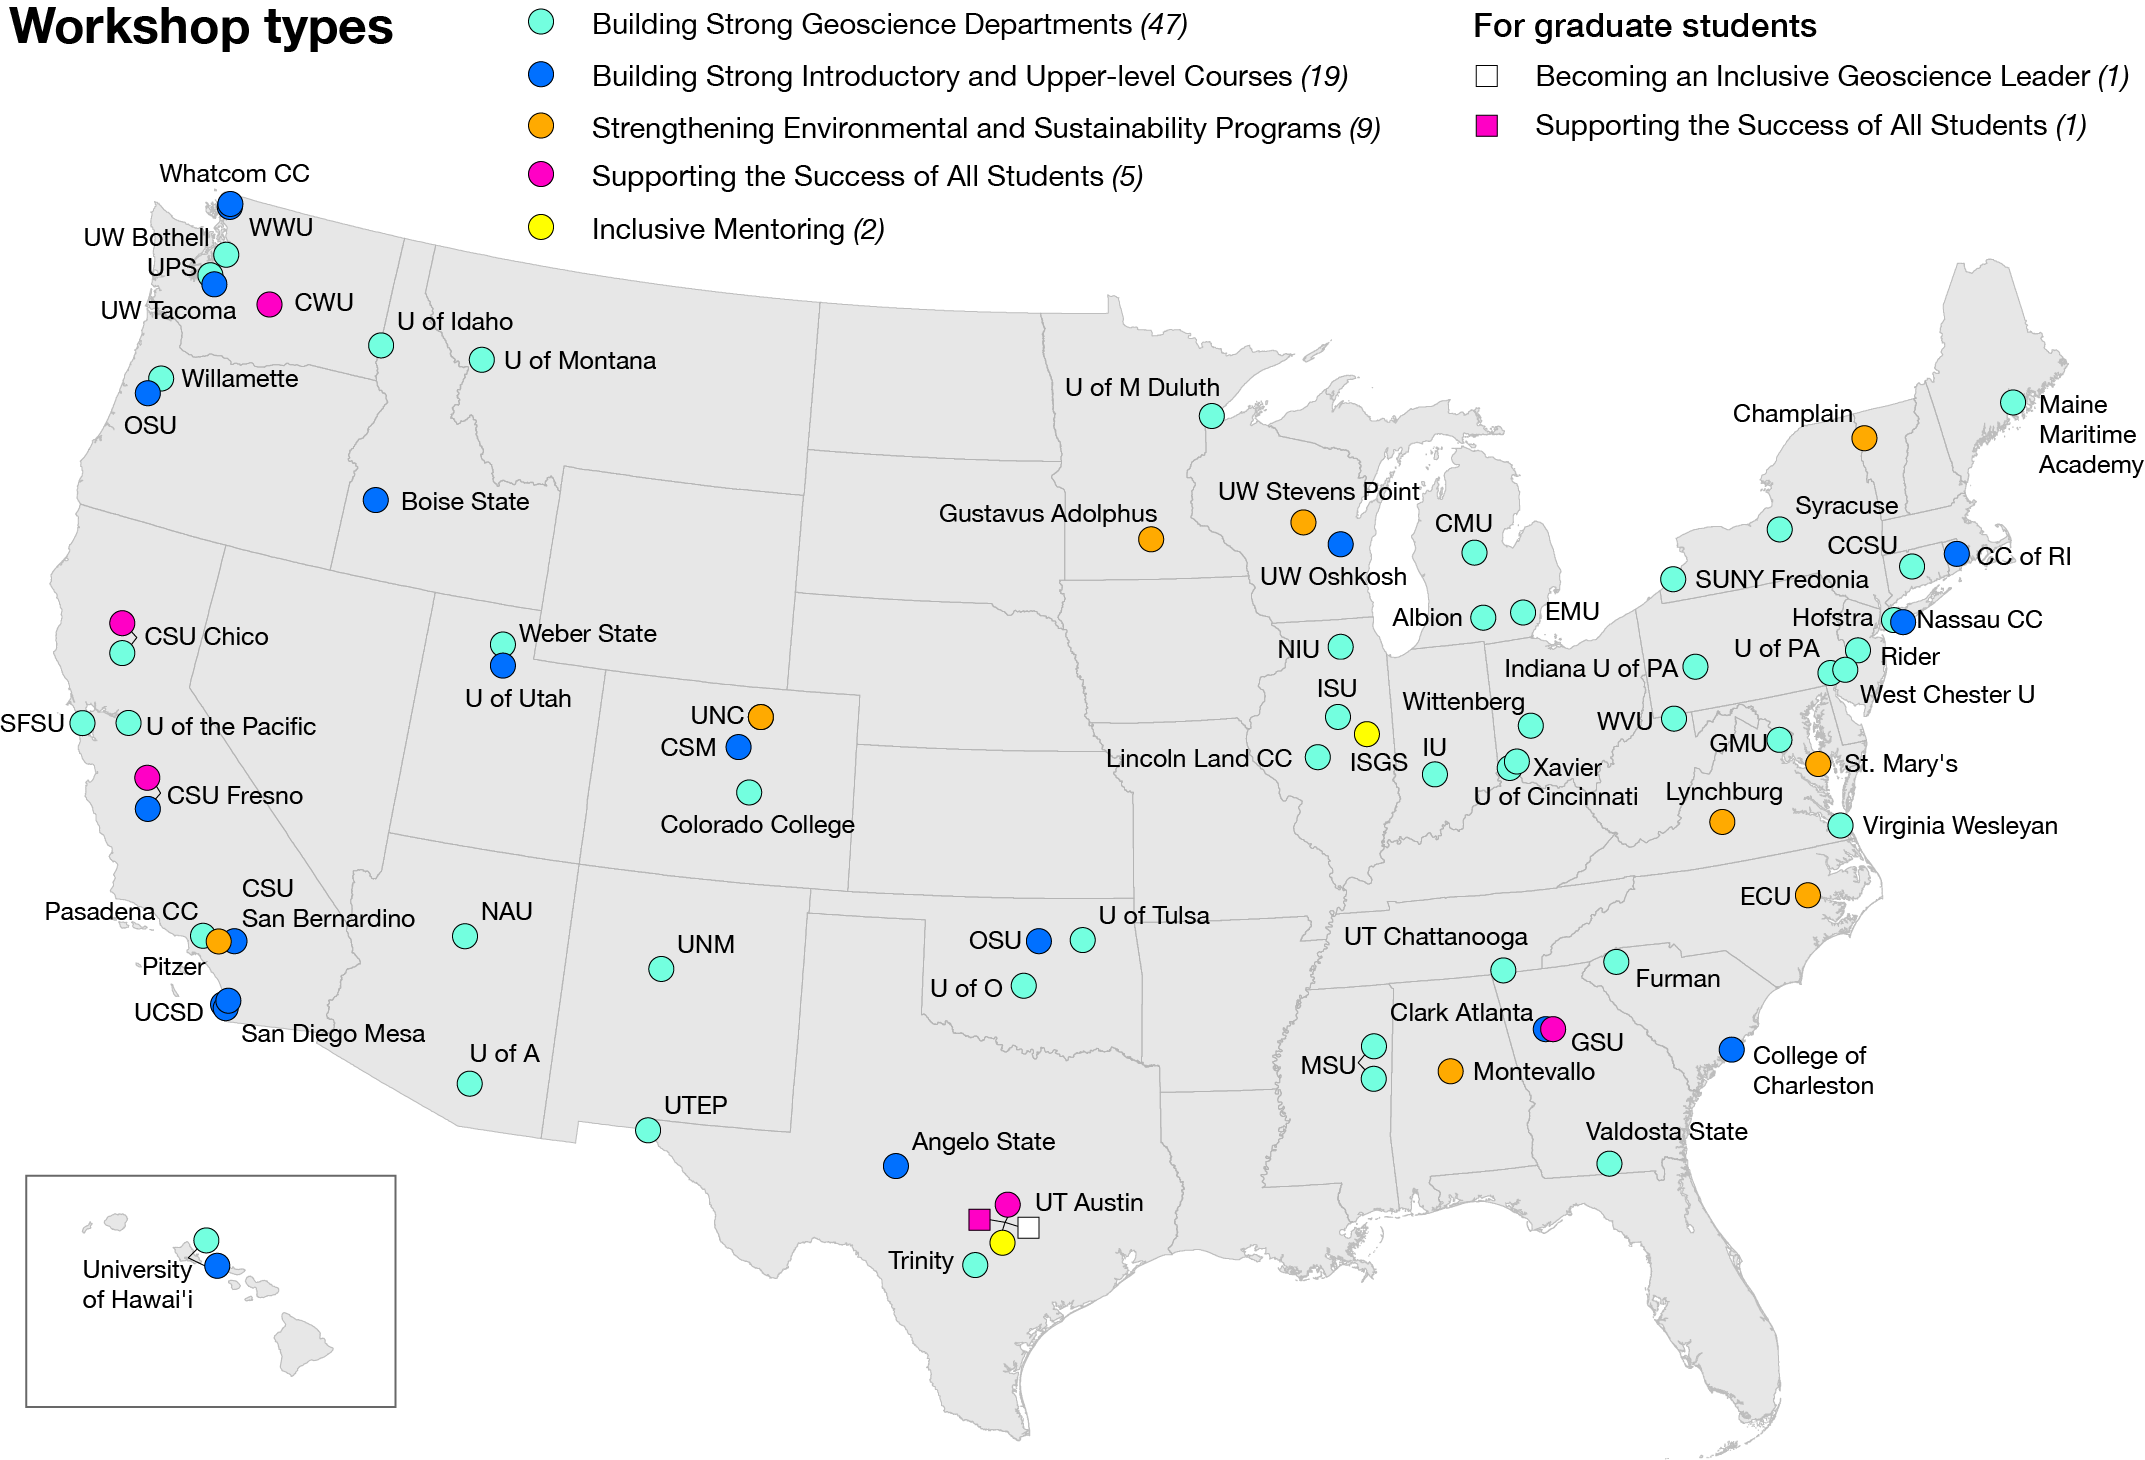 Workshop types
Building Strong Geoscience Departments (47)
Building Strong Introductory and Upper-level Courses (19)
Strengthening Environmental and Sustainability Programs (9)
Supporting the Success of All Students (5)
Inclusive Mentoring (2)
For graduate students
Becoming an Inclusive Geoscience Leader (1)
Supporting the Success of All Students (1)
Whatcom CC
WWU
UW Bothell
UPS
UW Tacoma
CWU
U of Idaho
U of Montana
Willamette
OSU
Boise State
CSU Chico
SFSU
U of the Pacific
CSU Fresno
Weber State
U of Utah
UNC
CSM
Colorado College
CSU
San Bernardino
Pasadena CC
Pitzer
UCSD
San Diego Mesa
NAU
U of A
UNM
UTEP
OSU
U of Tulsa
U of O
Angelo State
UT Austin
Trinity
University
of Hawai'i
U of M Duluth
Gustavus Adolphus
UW Stevens Point
UW Oshkosh
CMU
Albion
EMU
NIU
ISU
Lincoln Land CC
ISGS
IU
Wittenberg
Xavier
U of Cincinnati
Indiana U of PA
WVU
GMU
Lynchburg
St. Mary's
Virginia Wesleyan
Champlain
Maine
Maritime
Academy
Syracuse
CCSU
CC of RI
SUNY Fredonia
Hofstra
Nassau CC
U of PA
Rider
West Chester U
ECU
UT Chattanooga
Furman
Clark Atlanta
GSU
MSU
Montevallo
College of
Charleston
Valdosta State